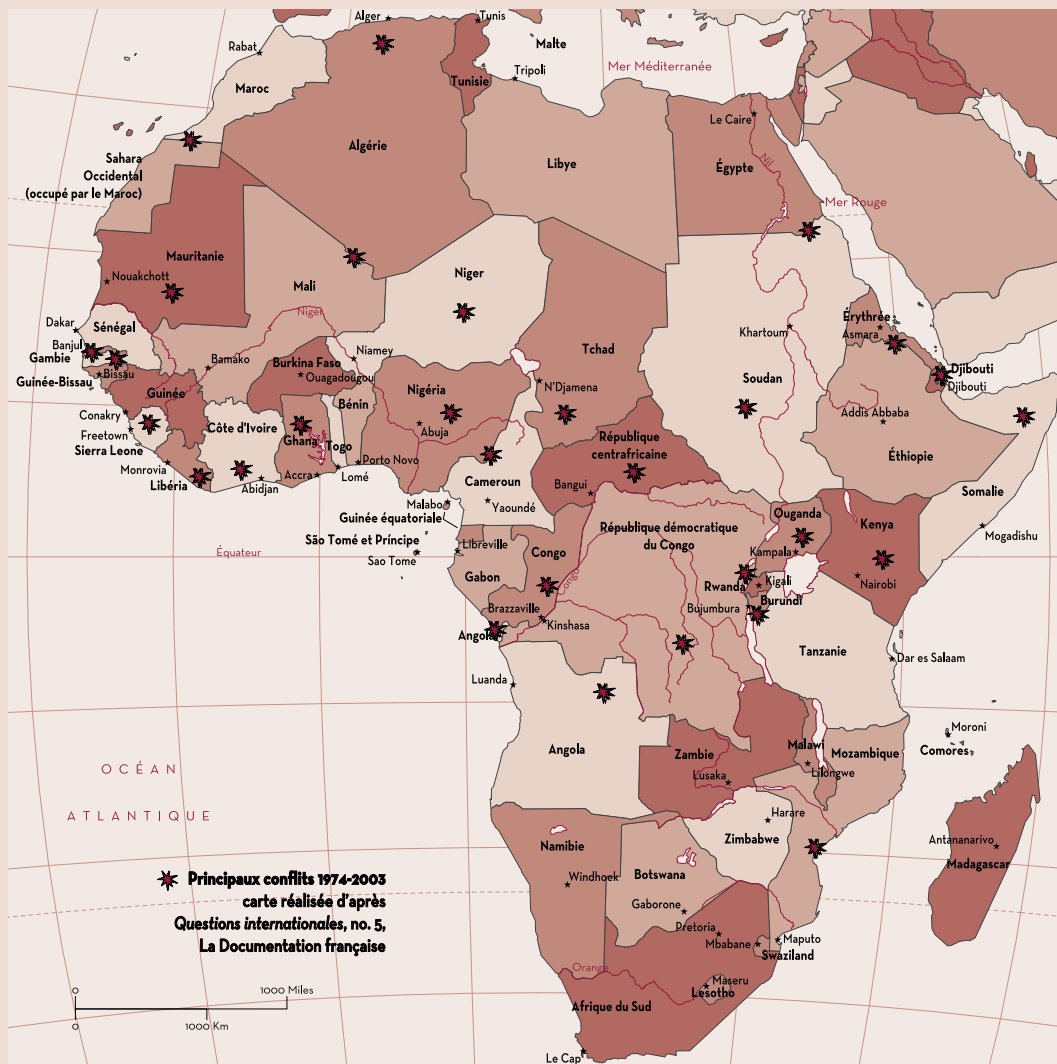 Alger
Tunis
Rabat
Malte
Mer Méditerranée
Tripoli
Maroc
Tunisie
Le Caire
Algérie
Libye
Égypte
Nil
Sahara
Occidental
(occupé par le Maroc)
Mer Rouge
Mauritanie
Nouakchott
Mali
Niger
Niger
Dakar
Sénégal
Khartoum
Érythrée
Asmara
Banjul
Gambie
Bissau
Guinée-Bissau
Bamako
Niamey
Tchad
Burkina Faso
Ouagadougou
Nigéria
N'Djamena
Soudan
Djibouti
Djibouti
Guinée
Bénin
Conakry
Freetown
Sierra Leone
Côte d'Ivoire
Ghana
Togo
Abuja
Addis Abbaba
Éthiopie
République
centrafricaine
Monrovia
Libéria
Abidjan
Accra
Lomé
Porto Novo
Cameroun
Yaoundé
Bangui
Somalie
Malabo
Guinée équatoriale
République démocratique
du Congo
Ouganda
Kenya
Mogadishu
São Tomé et Príncipe
Sao Tome
Équateur
Libreville
Congo
Congo
Kampala
Gabon
Rwanda
Kigali
Nairobi
Brazzaville
Kinshasa
Bujumbura
Burundi
Angola
Tanzanie
Dar es Salaam
Luanda
Angola
Zambie
Lusaka
Malawi
Lilongwe
Mozambique
Moroni
Comores
OCÉAN
ATLANTIQUE
Harare
Zimbabwe
Antananarivo
Madagascar
Namibie
Windhoek
Botswana
Gaborone
Pretoria
Mbabane
Maputo
Swaziland
Principaux conflits 1974-2003
carte réalisée d'après
Questions internationales, no. 5,
La Documentation française
Orange
Maseru
Lesotho
Afrique du Sud
0
1000 Miles
0
1000 Km
Le Cap